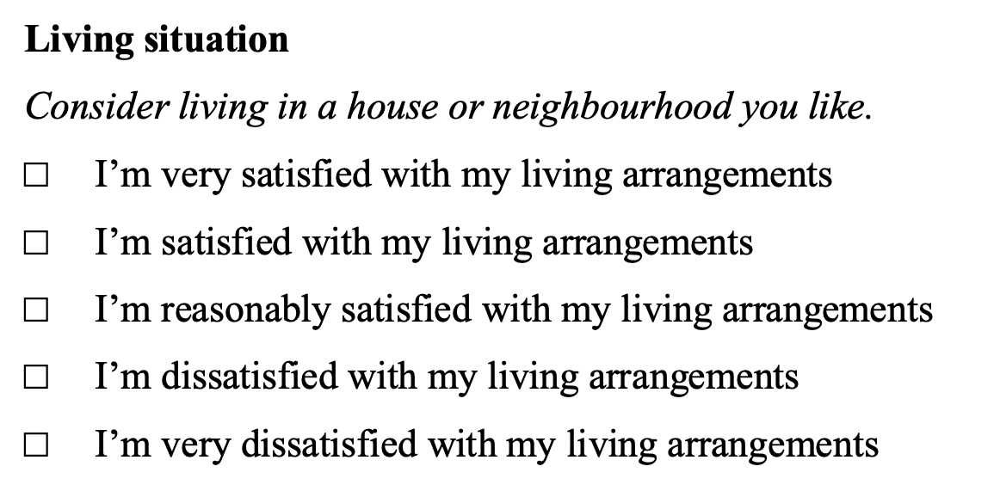 Living situation
Consider living in a house or neighbourhood you like.
☐ I’m very satisfied with my living arrangements
☐ I’m satisfied with my living arrangements
☐ I’m reasonably satisfied with my living arrangements
☐ I’m dissatisfied with my living arrangements
☐ I’m very dissatisfied with my living arrangements